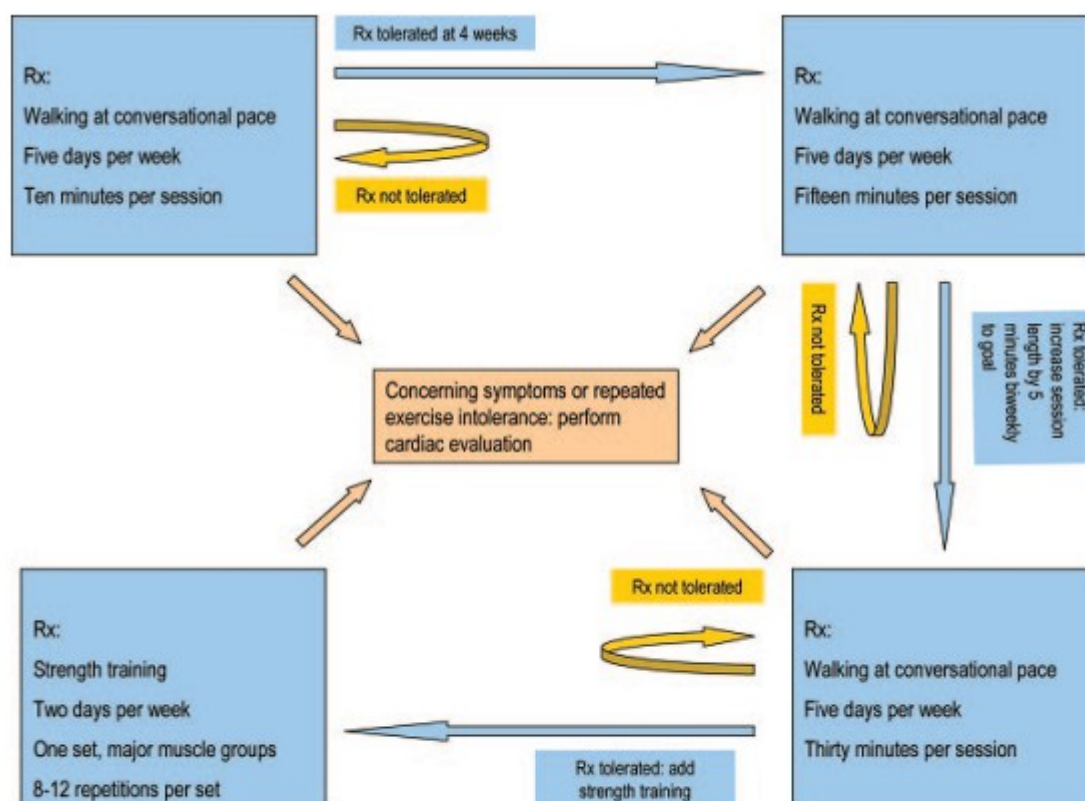 Rx tolerated at 4 weeks
Rx:
Walking at conversational pace
Five days per week
Ten minutes per session
Rx not tolerated
Rx:
Walking at conversational pace
Five days per week
Fifteen minutes per session
Rx not tolerated
Rx tolerated:
increase session
length by 5
minutes biweekly
to goal
Concerning symptoms or repeated
exercise intolerance: perform
cardiac evaluation
Rx:
Strength training
Two days per week
One set, major muscle groups
8-12 repetitions per set
Rx not tolerated
Rx tolerated: add
strength training
Rx:
Walking at conversational pace
Five days per week
Thirty minutes per session